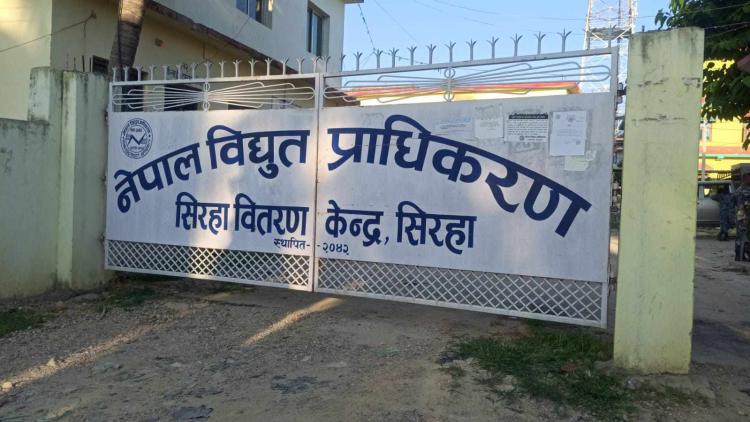 नेपाल विद्युत प्राधिकरण
सिरहा वितरण केन्द्र, सिरहा
स्थापित-२०४२